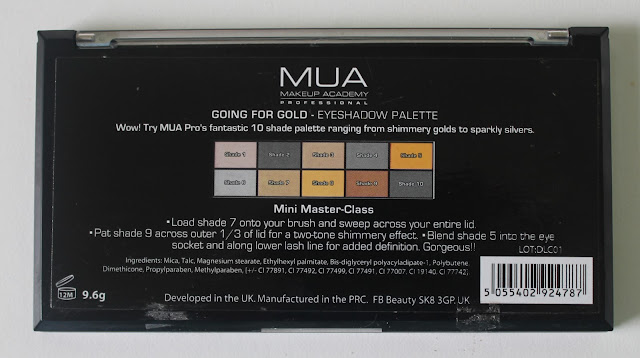 MUA
MAKEUP ACADEMY
PROFESSIONAL
GOING FOR GOLD - EYESHADOW PALETTE
Wow! Try MUA Pro's fantastic 10 shade palette ranging from shimmery golds to sparkly silvers.
Shade 1 Shade 2 Shade 3 Shade 4 Shade 5
Shade 6 Shade 7 Shade 8 Shade 9 Shade 10
Mini Master-Class
•Load shade 7 onto your brush and sweep across your entire lid.
•Pat shade 9 across outer 1/3 of lid for a two-tone shimmery effect. •Blend shade 5 into the eye
socket and along lower lash line for added definition. Gorgeous!!
LOT:DLC01
Ingredients: Mica, Talc, Magnesium stearate, Ethylhexyl palmitate, Bis-diglyceryl polyacyladipate-1, Polybutene,
Dimethicone, Propylparaben, Methylparaben, (+/- CI 77891, CI 77492, CI 77499, CI 77491, CI 77007, CI 19140, CI 77742).
12M 9.6g
Developed in the UK. Manufactured in the PRC. FB Beauty SK8 3GP, UK
5 055402 924787